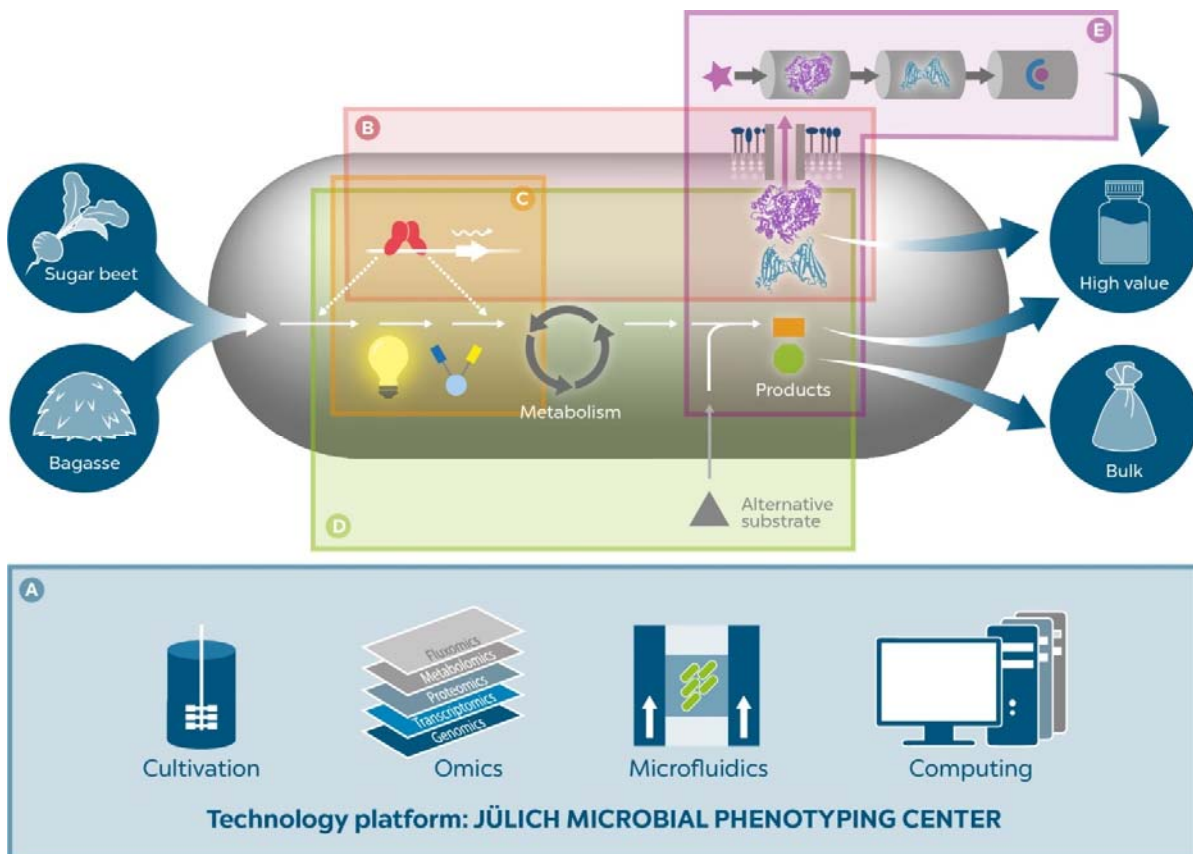 E
B
C
Sugar beet
High value
Metabolism
Products
Bagasse
Bulk
Alternative
substrate
D
A
Fluxomics
Metabolomics
Proteomics
Transcriptomics
Genomics
Cultivation
Omics
Microfluidics
Computing
Technology platform: JÜLICH MICROBIAL PHENOTYPING CENTER